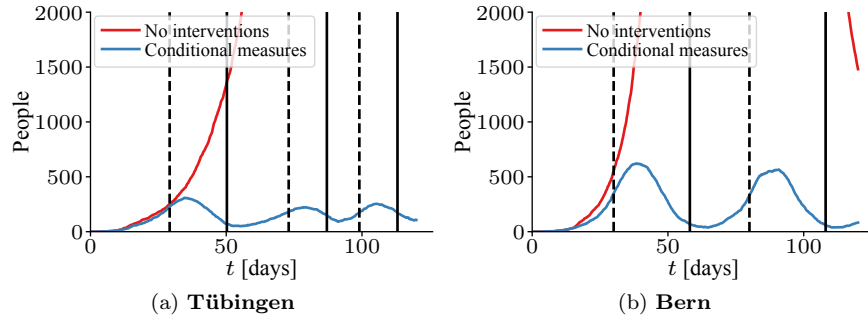 2000
1500
1000
500
0
People
No interventions
Conditional measures
0
50
100
t [days]
(a) Tübingen
2000
1500
1000
500
0
People
No interventions
Conditional measures
0
50
100
t [days]
(b) Bern